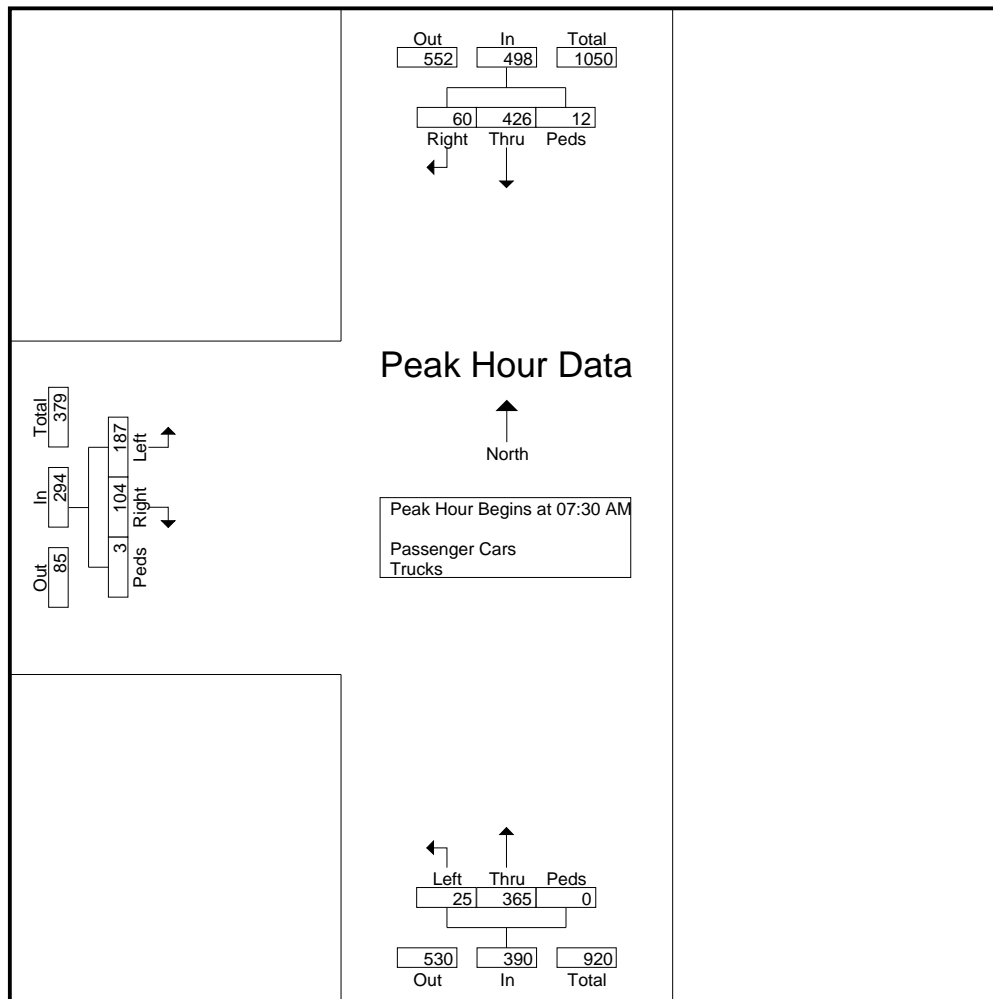 Out In Total
552 498 1050
60 426 12
Right Thru Peds
Peak Hour Data
North
Peak Hour Begins at 07:30 AM
Passenger Cars
Trucks
Out In Total
85 294 379
3 104 187
Peds Right Left
Left Thru Peds
25 365 0
530 390 920
Out In Total